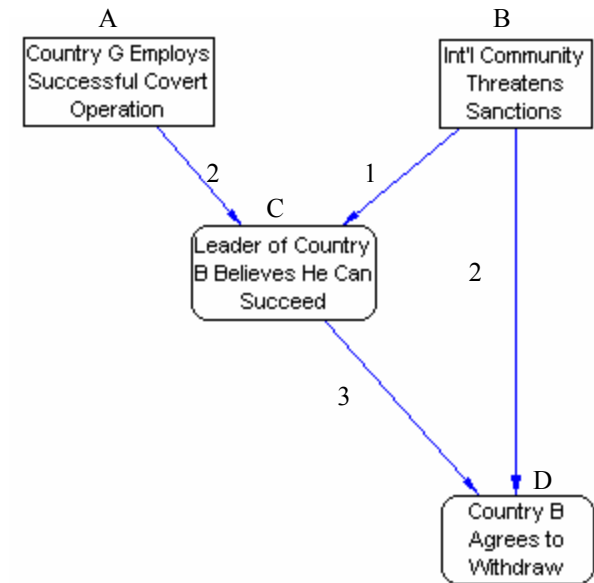 A
B
Country G Employs
Successful Covert
Operation
Int'l Community
Threatens
Sanctions
2
1
C
Leader of Country
B Believes He Can
Succeed
2
3
D
Country B
Agrees to
Withdraw